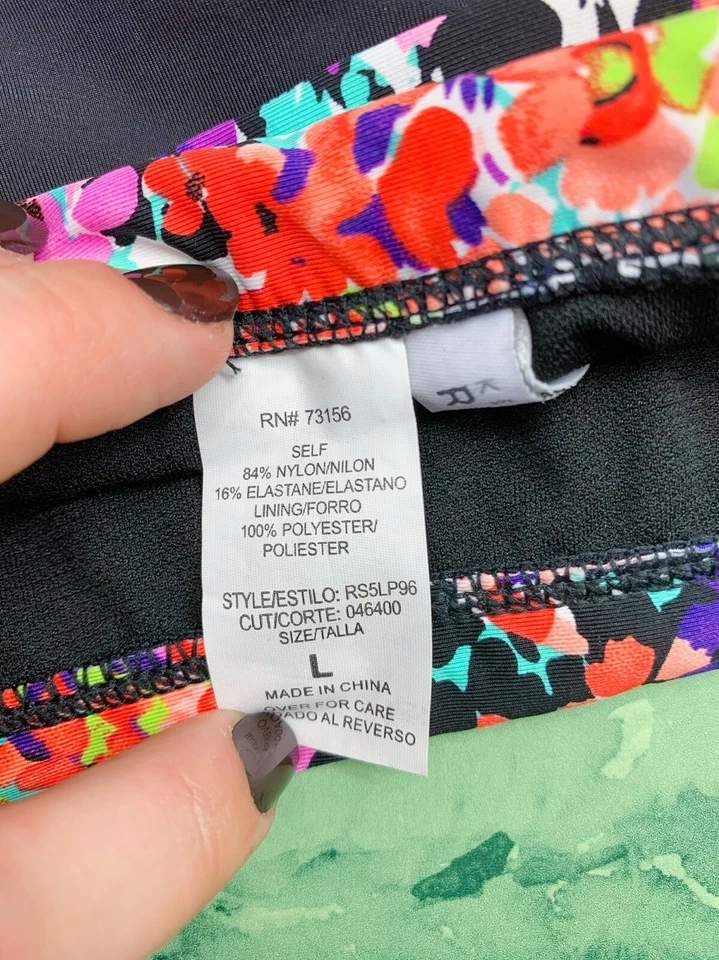 RN# 73156
SELF
84% NYLON/NILON
16% ELASTANE/ELASTANO
LINING/FORRO
100% POLYESTER/
POLIESTER
STYLE/ESTILO: RS5LP96
CUT/CORTE: 046400
SIZE/TALLA
L
MADE IN CHINA
OVER FOR CARE
AL REVERSO